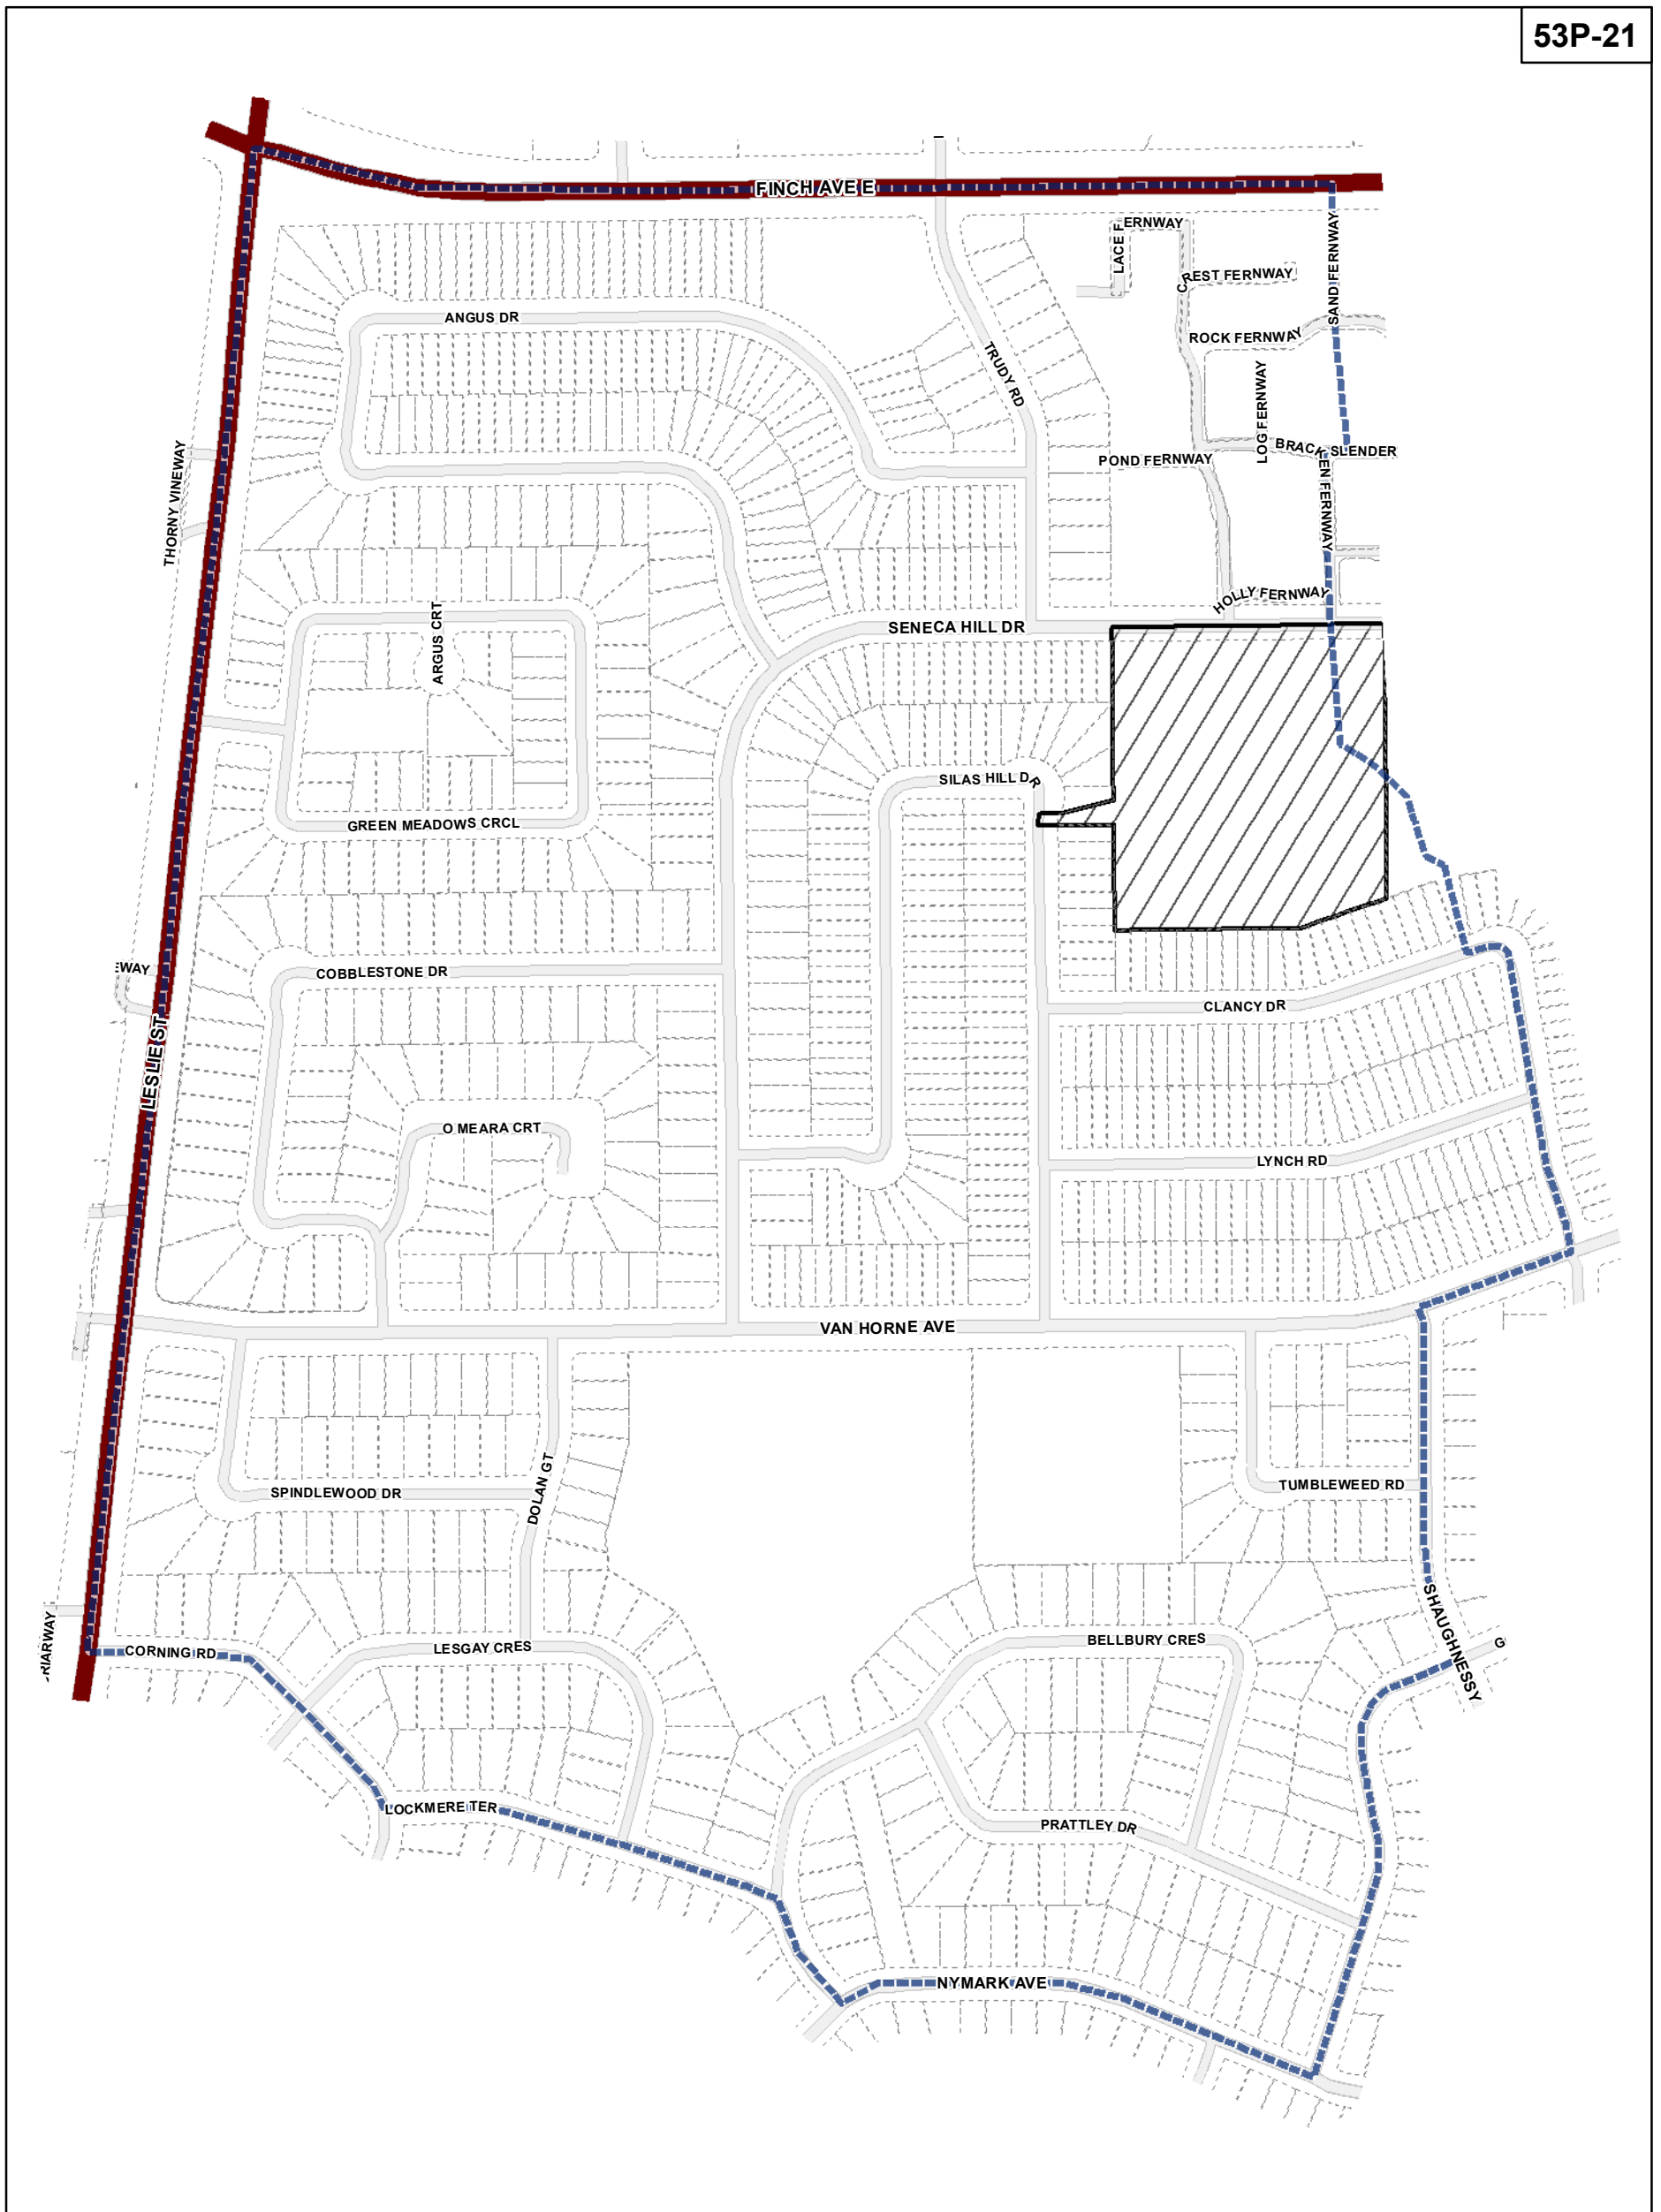 53P-21
FINCH AVE E
LACE FERNWAY
CREST FERNWAY
SAND FERNWAY
ANGUS DR
ROCK FERNWAY
TRUDY RD
LOG FERNWAY
THORNY VINEWAY
BRACKEN FERNWAY
SLENDER
POND FERNWAY
HOLLY FERNWAY
ARGUS CRT
SENECA HILL DR
SILAS HILL DR
GREEN MEADOWS CRCL
EWAY
COBBLESTONE DR
CLANCY DR
LESLIE ST
O MEARA CRT
LYNCH RD
VAN HORNE AVE
TUMBLEWEED RD
SPINDLEWOOD DR
DOLAN GT
SHAUGHNESSY
G
RIARWAY
CORNING RD
LESGAY CRES
BELLBURY CRES
LOCKMERE TER
PRATTLEY DR
NYMARK AVE